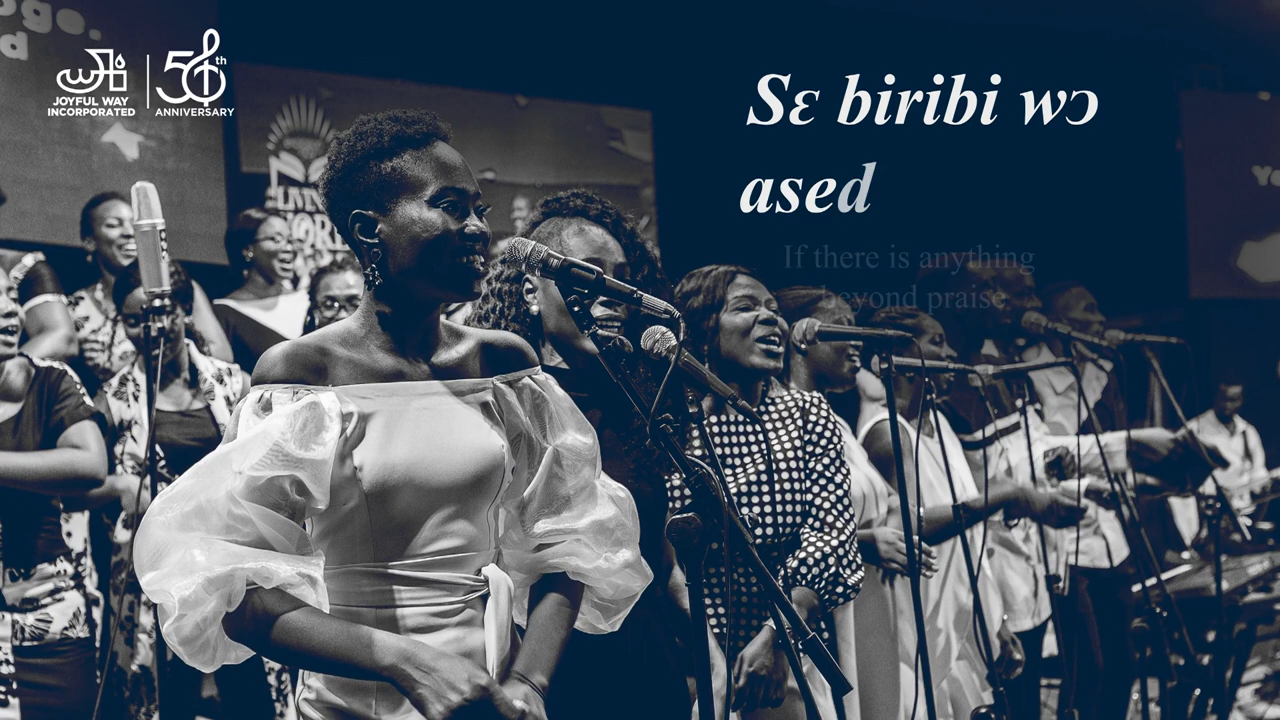 JOYFUL WAY
INCORPORATED
50th
ANNIVERSARY
Sɛ biribi wɔ
ased
If there is anything
beyond praise